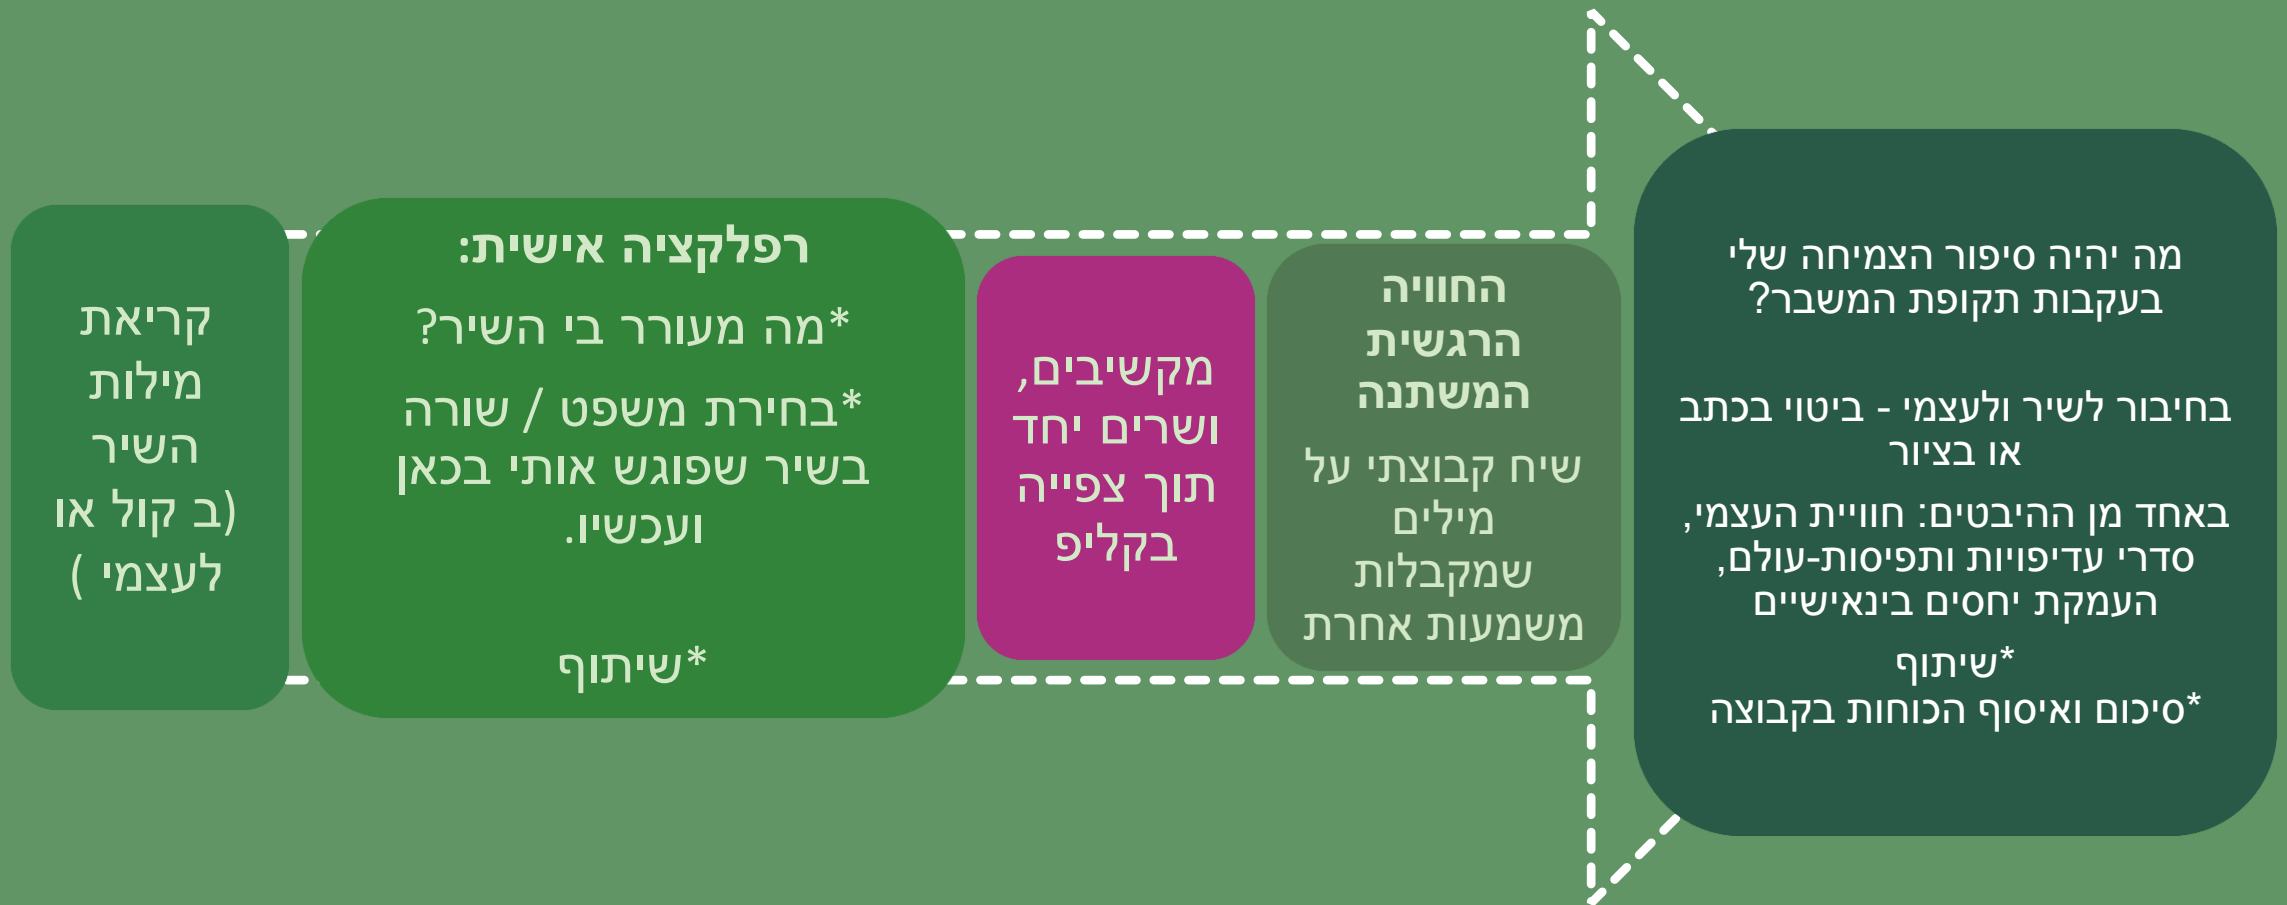 קריאת
מילות
השיר
(ב קול או
לעצמי )
רפלקציה אישית:
*מה מעורר בי השיר?
*בחירת משפט / שורה
בשיר שפוגש אותי בכאן
ועכשיו.
*שיתוף
מקשיבים,
ושרים יחד
תוך צפייה
בקליפ
החוויה
הרגשית
המשתנה
שיח קבוצתי על
מילים
שמקבלות
משמעות אחרת
מה יהיה סיפור הצמיחה שלי
בעקבות תקופת המשבר?
בחיבור לשיר ולעצמי - ביטוי בכתב
או בציור
באחד מן ההיבטים: חוויית העצמי,
סדרי עדיפויות ותפיסות-עולם,
העמקת יחסים בינאישיים
*שיתוף
*סיכום ואיסוף הכוחות בקבוצה